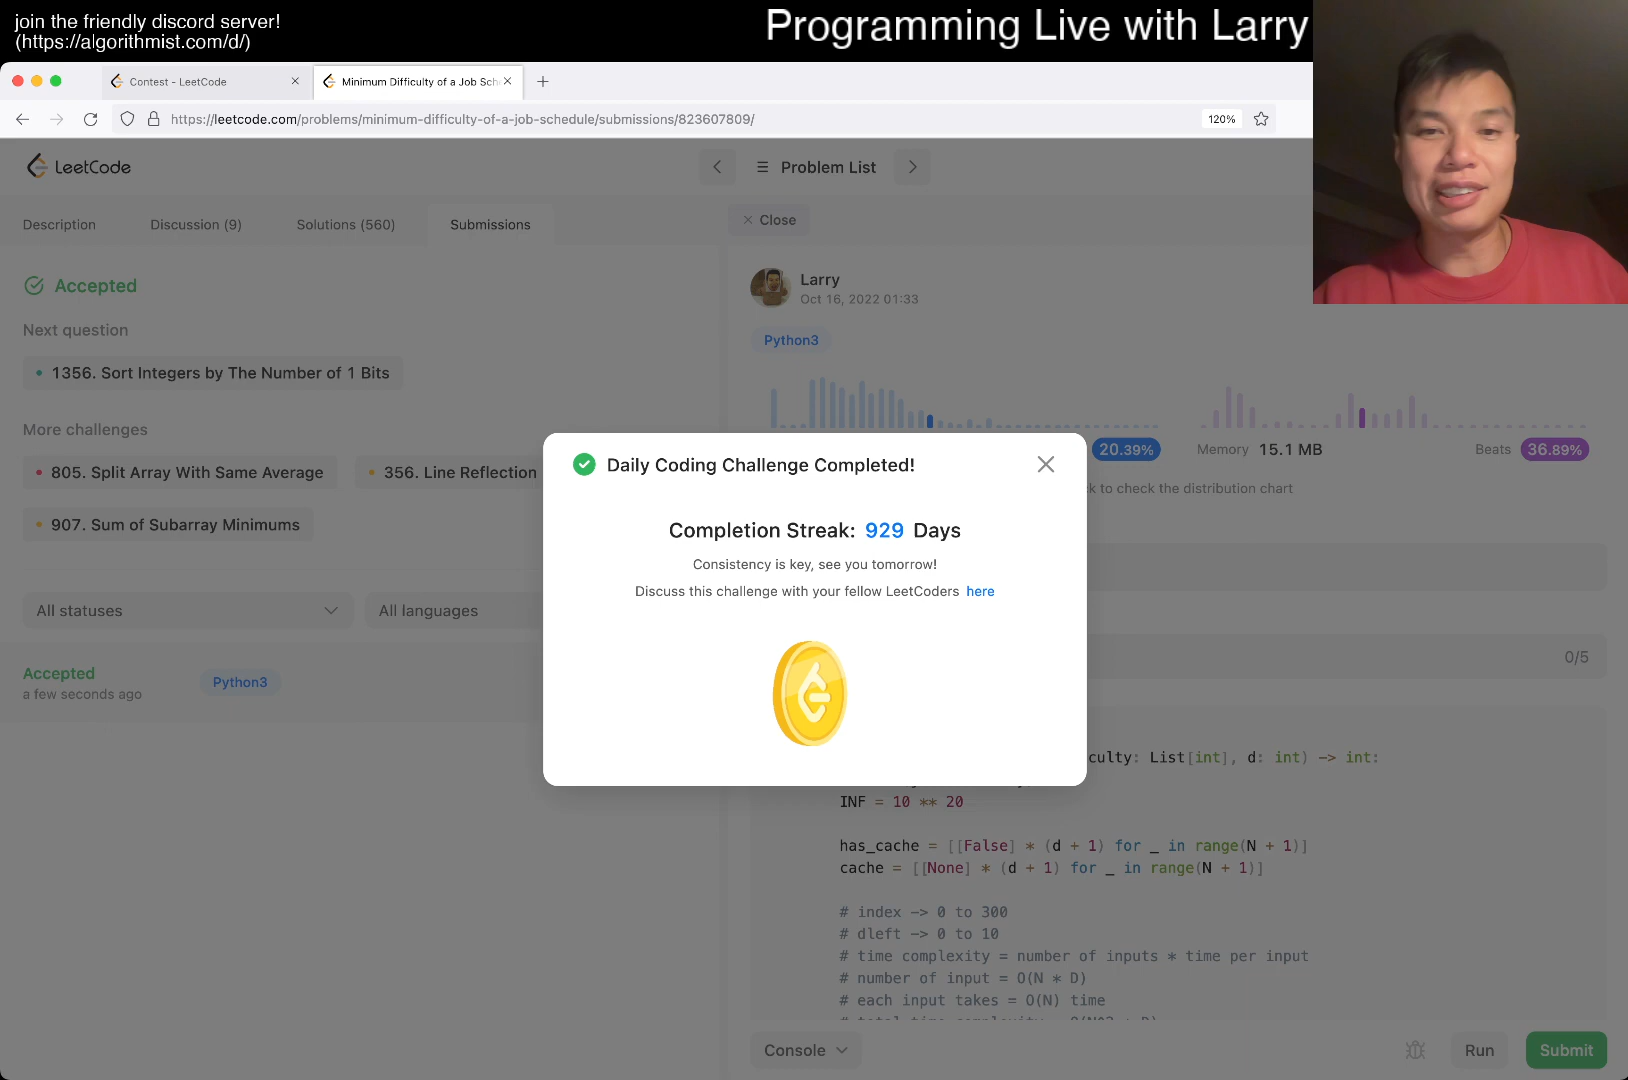 join the friendly discord server!
(https://algorithmist.com/d/)
Programming Live with Larry
Contest - LeetCode
Minimum Difficulty of a Job Sch
https://leetcode.com/problems/minimum-difficulty-of-a-job-schedule/submissions/823607809/
120%
LeetCode
Problem List
Description
Discussion (9)
Solutions (560)
Submissions
Close
Accepted
Larry
Oct 16, 2022 01:33
Next question
Python3
1356. Sort Integers by The Number of 1 Bits
More challenges
20.39%
Memory 15.1 MB
Beats 36.89%
805. Split Array With Same Average
356. Line Reflection
k to check the distribution chart
907. Sum of Subarray Minimums
Daily Coding Challenge Completed!
Completion Streak: 929 Days
Consistency is key, see you tomorrow!
Discuss this challenge with your fellow LeetCoders here
All statuses
All languages
0/5
Accepted
a few seconds ago
Python3
culty: List[int], d: int) -> int:
INF = 10 ** 20
has_cache = [[False] * (d + 1) for _ in range(N + 1)]
cache = [[None] * (d + 1) for _ in range(N + 1)]
# index -> 0 to 300
# dleft -> 0 to 10
# time complexity = number of inputs * time per input
# number of input = O(N * D)
# each input takes = O(N) time
Console
Run
Submit